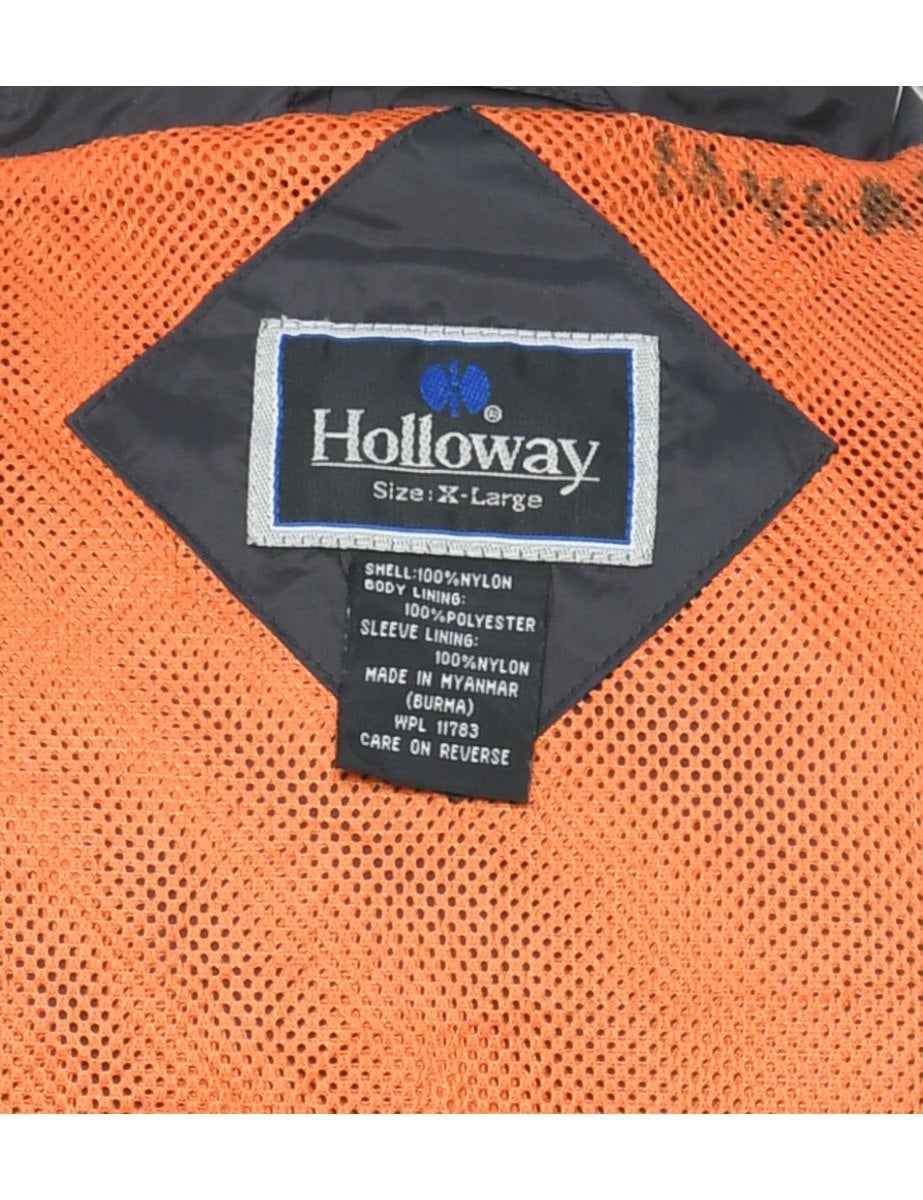 Holloway®
Size: X-Large
SHELL:100%NYLON
BODY LINING:
100%POLYESTER
SLEEVE LINING:
100%NYLON
MADE IN MYANMAR
(BURMA)
WPL 11783
CARE ON REVERSE